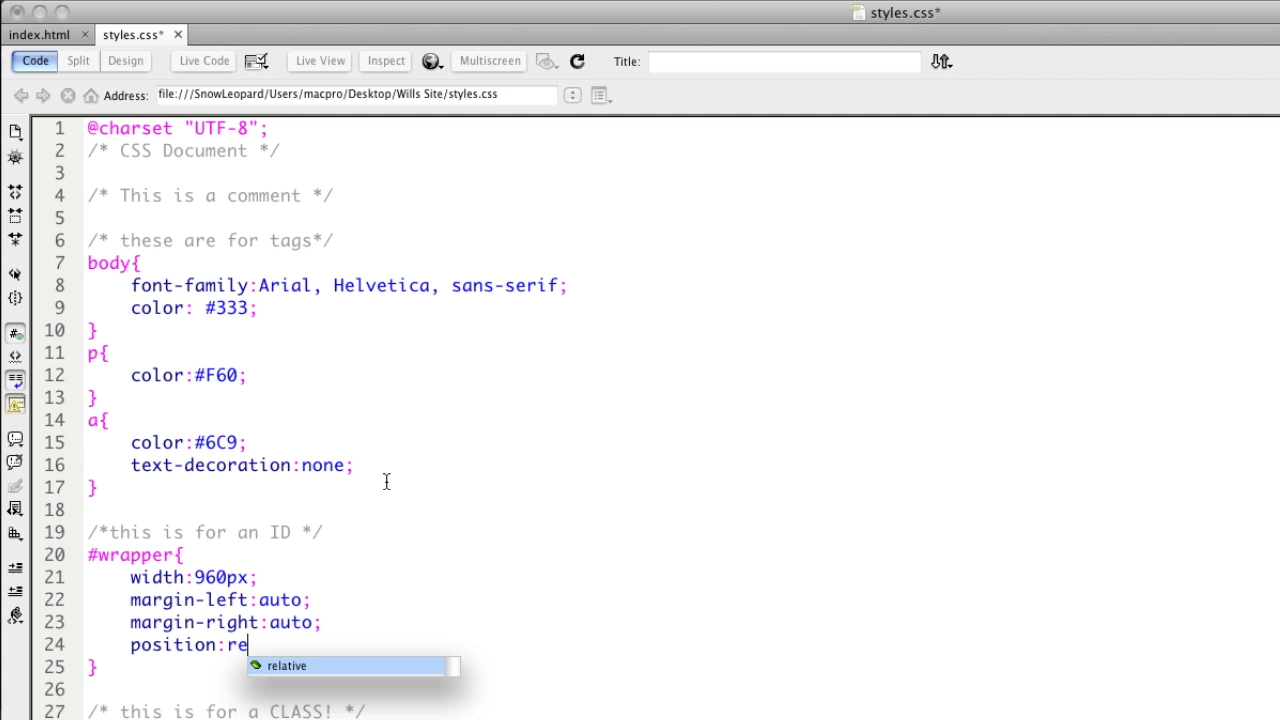 styles.css*
index.html
styles.css*
Code Split Design Live Code Live View Inspect Multiscreen Title:
Address: file:///SnowLeopard/Users/macpro/Desktop/Wills Site/styles.css
1 @charset "UTF-8";
2 /* CSS Document */
3
4 /* This is a comment */
5
6 /* these are for tags*/
7 body{
8 font-family:Arial, Helvetica, sans-serif;
9 color: #333;
10 }
11 p{
12 color:#F60;
13 }
14 a{
15 color:#6C9;
16 text-decoration:none;
17 }
18
19 /*this is for an ID */
20 #wrapper{
21 width:960px;
22 margin-left:auto;
23 margin-right:auto;
24 position:re
relative
25 }
26
27 /* this is for a CLASS! */